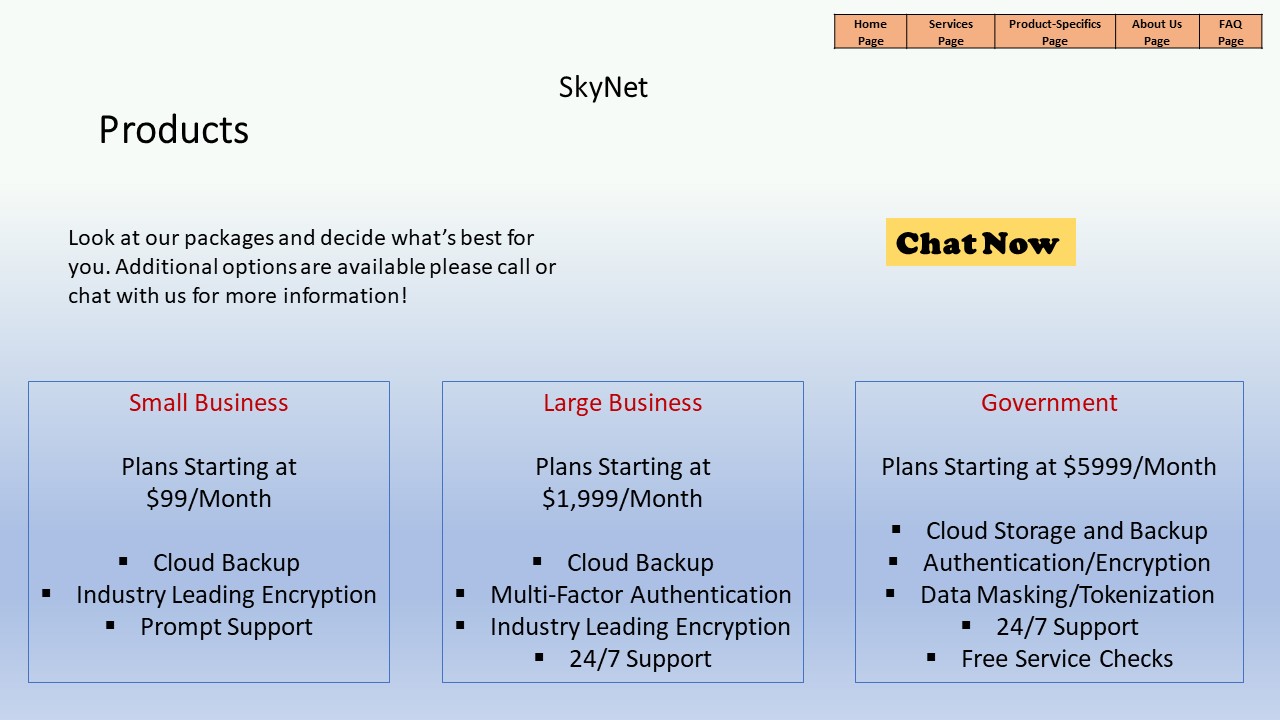 Home Page
Services Page
Product-Specifics Page
About Us Page
FAQ Page
SkyNet
Products
Look at our packages and decide what's best for
you. Additional options are available please call or
chat with us for more information!
Chat Now
Small Business
Plans Starting at
$99/Month
▪ Cloud Backup
▪ Industry Leading Encryption
▪ Prompt Support
Large Business
Plans Starting at
$1,999/Month
▪ Cloud Backup
▪ Multi-Factor Authentication
▪ Industry Leading Encryption
▪ 24/7 Support
Government
Plans Starting at $5999/Month
▪ Cloud Storage and Backup
▪ Authentication/Encryption
▪ Data Masking/Tokenization
▪ 24/7 Support
▪ Free Service Checks